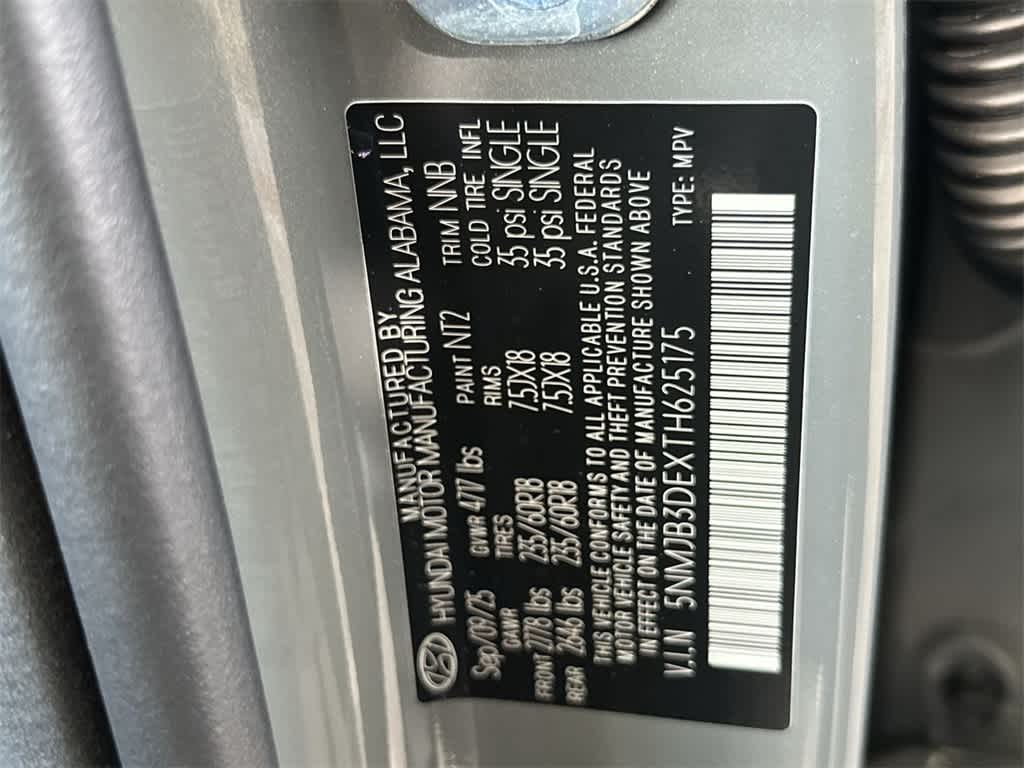 MANUFACTURED BY
HYUNDAI MOTOR MANUFACTURING ALABAMA, LLC
Sep/09/25 GVWR lbs PAINT TRIM NNB
GAWR TIRES RIMS COLD TIRE INFL
FRONT 2778 lbs 235/60R18 7.5JX18 35 psi SINGLE
REAR 2646 lbs 235/60R18 7.5JX18 35 psi SINGLE
THIS VEHICLE CONFORMS TO ALL APPLICABLE U.S.A. FEDERAL
MOTOR VEHICLE SAFETY AND THEFT PREVENTION STANDARDS
IN EFFECT ON THE DATE OF MANUFACTURE SHOWN ABOVE
V.I.N 5NMJB3DEXTH625175 TYPE: MPV